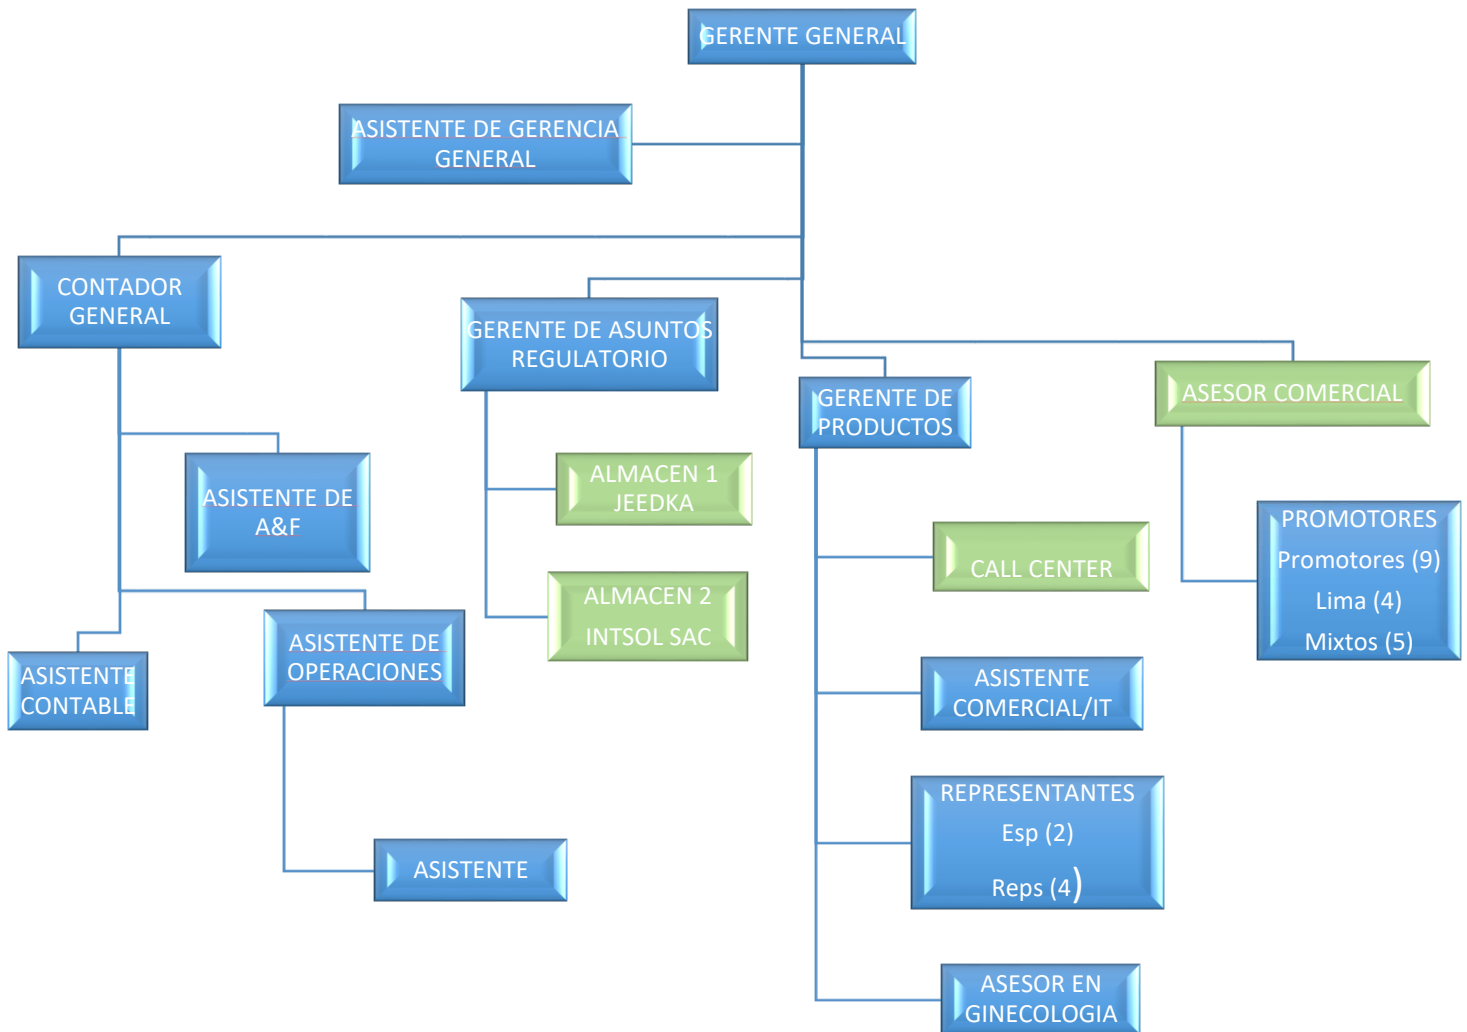 GERENTE GENERAL
ASISTENTE DE GERENCIA
GENERAL
CONTADOR
GENERAL
GERENTE DE ASUNTOS
REGULATORIO
GERENTE DE
PRODUCTOS
ASESOR COMERCIAL
ASISTENTE DE
A&F
ALMACEN 1
JEEDKA
CALL CENTER
PROMOTORES
Promotores (9)
Lima (4)
Mixtos (5)
ALMACEN 2
INTSOL SAC
ASISTENTE DE
OPERACIONES
ASISTENTE
CONTABLE
ASISTENTE
COMERCIAL/IT
REPRESENTANTES
Esp (2)
Reps (4)
ASISTENTE
ASESOR EN
GINECOLOGIA